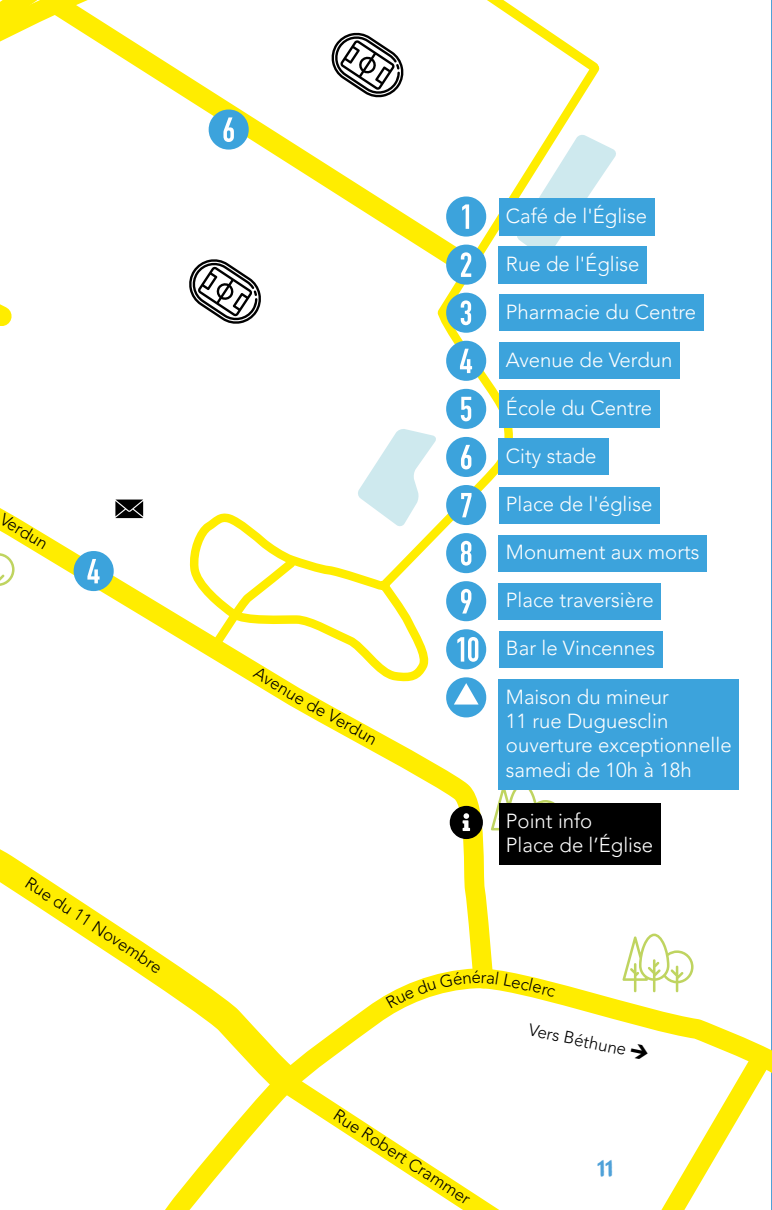 6
1 Café de l'Église
2 Rue de l'Église
3 Pharmacie du Centre
4 Avenue de Verdun
5 École du Centre
6 City stade
7 Place de l'église
8 Monument aux morts
9 Place traversière
10 Bar le Vincennes
Maison du mineur
11 rue Duguesclin
ouverture exceptionnelle
samedi de 10h à 18h
i Point info
Place de l’Église
Verdun
4
Avenue de Verdun
Rue du 11 Novembre
Rue du Général Leclerc
Vers Béthune ➔
Rue Robert Crammer
11